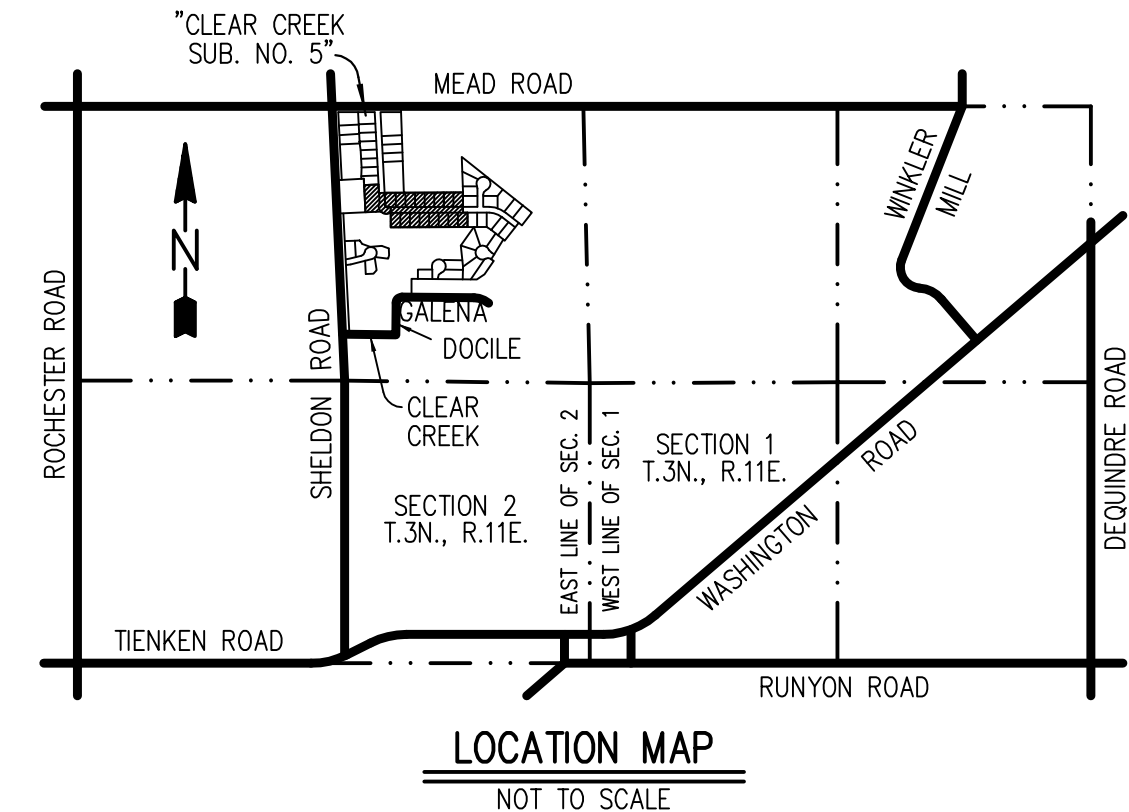 "CLEAR CREEK
SUB. NO. 5"
MEAD ROAD
WINKLER
MILL
N
ROCHESTER ROAD
SHELDON ROAD
GALENA
DOCILE
CLEAR
CREEK
SECTION 2
T.3N., R.11E.
EAST LINE OF SEC. 2
WEST LINE OF SEC. 1
SECTION 1
T.3N., R.11E.
WASHINGTON ROAD
DEQUINDRE ROAD
TIENKEN ROAD
RUNYON ROAD
LOCATION MAP
NOT TO SCALE